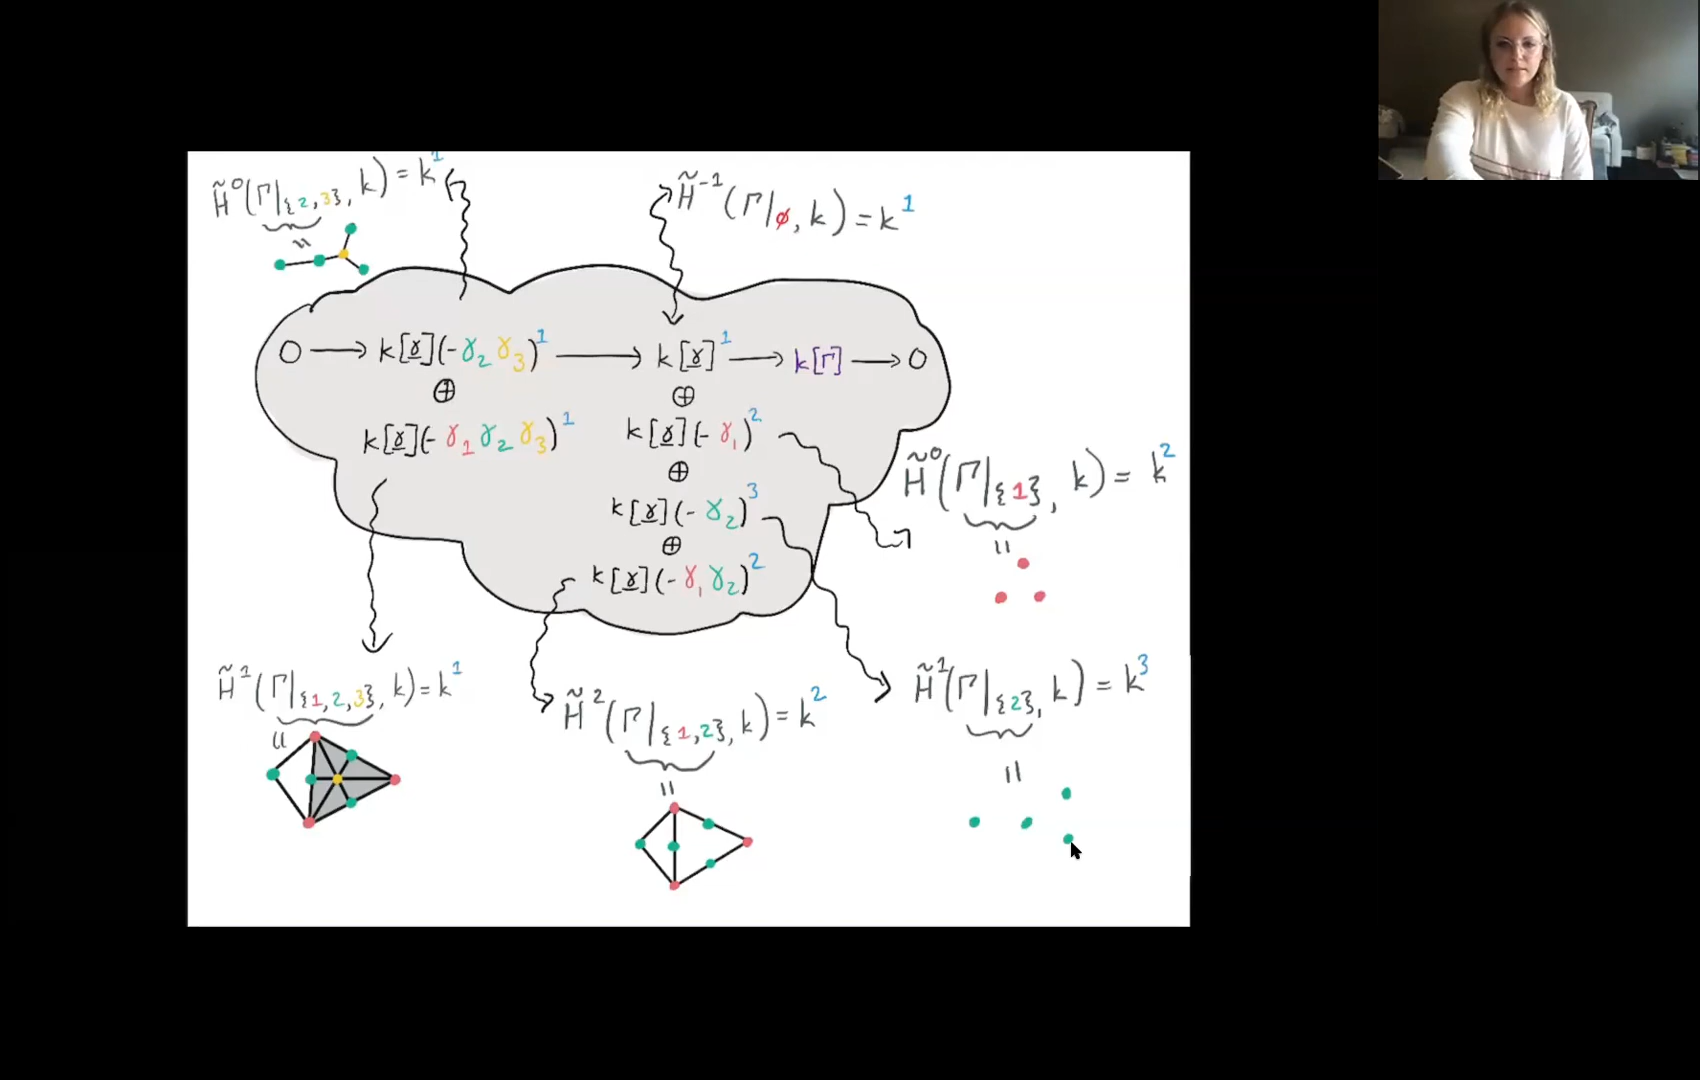 H̃⁰(Γ|{2,3}, k) = k¹
H̃⁻¹(Γ|∅, k) = k¹
=
0 → k[γ](-γ₂γ₃)¹ → k[γ]¹ → k[Γ] → 0
⊕ ⊕
k[γ](-γ₁γ₂γ₃)¹ k[γ](-γ₁)²
⊕
k[γ](-γ₂)³
⊕
k[γ](-γ₁γ₂)²
H̃⁰(Γ|{1}, k) = k²
=
H̃¹(Γ|{1,2,3}, k) = k¹
=
H̃²(Γ|{1,2}, k) = k²
=
H̃¹(Γ|{2}, k) = k³
=